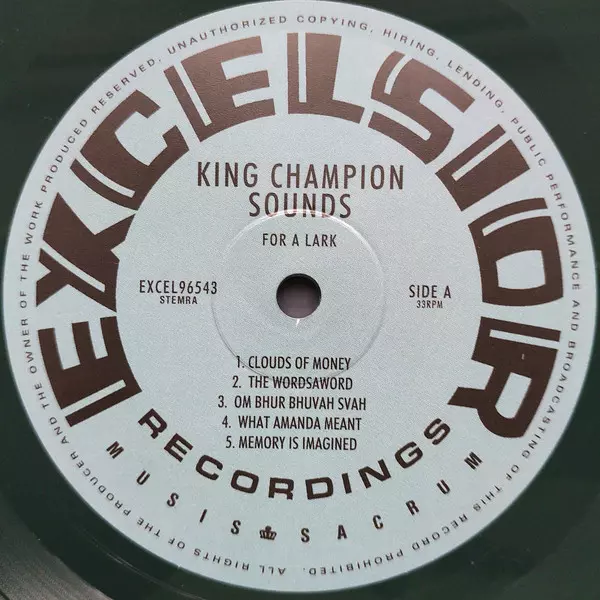 ALL RIGHTS OF THE PRODUCER AND THE OWNER OF THE WORK PRODUCED RESERVED. UNAUTHORIZED COPYING, HIRING, LENDING, PUBLIC PERFORMANCE AND BROADCASTING OF THIS RECORD PROHIBITED.
EXCELSIOR
KING CHAMPION
SOUNDS
FOR A LARK
EXCEL96543
STEMRA
SIDE A
33RPM
1. CLOUDS OF MONEY
2. THE WORDSAWORD
3. OM BHUR BHUVAH SVAH
4. WHAT AMANDA MEANT
5. MEMORY IS IMAGINED
RECORDINGS
MUSIS SACRUM